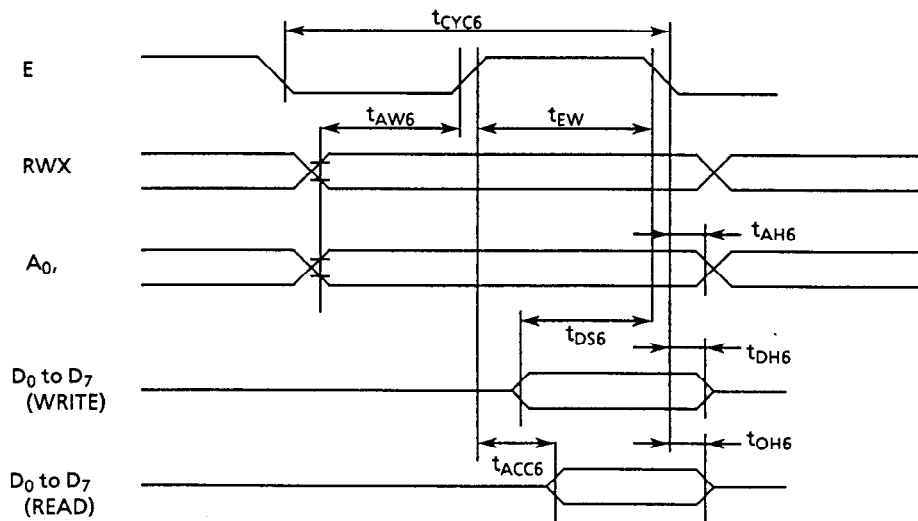 tCYC6
E
tAW6
tEW
RWX
tAH6
A0,
tDS6
tDH6
D0 to D7
(WRITE)
tOH6
tACC6
D0 to D7
(READ)